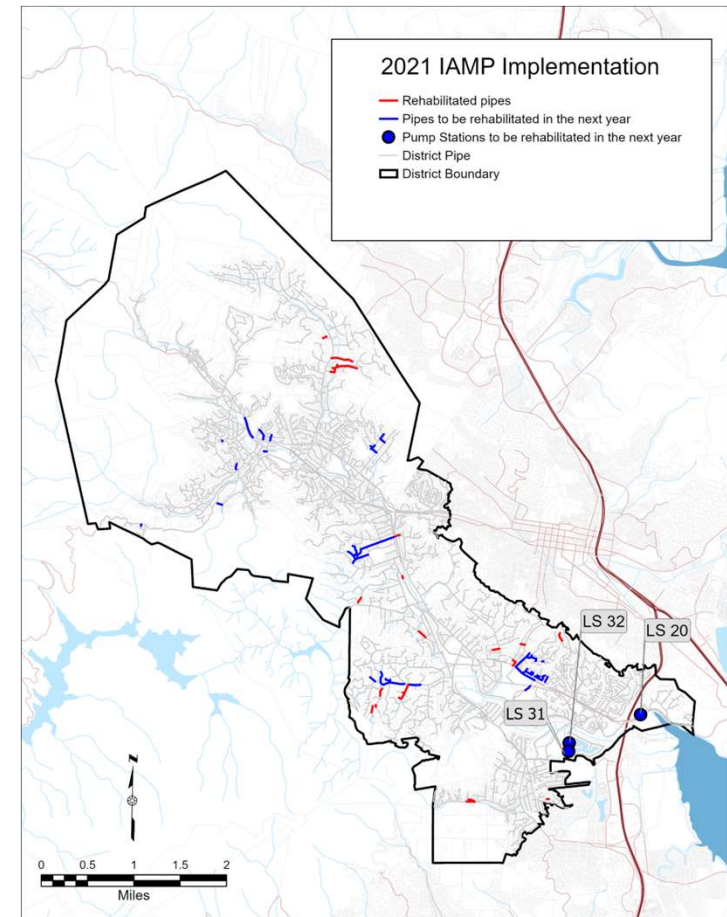 2021 IAMP Implementation
Rehabilitated pipes
Pipes to be rehabilitated in the next year
Pump Stations to be rehabilitated in the next year
District Pipe
District Boundary
LS 32
LS 20
LS 31
N
0 0.5 1 1.5 2
Miles